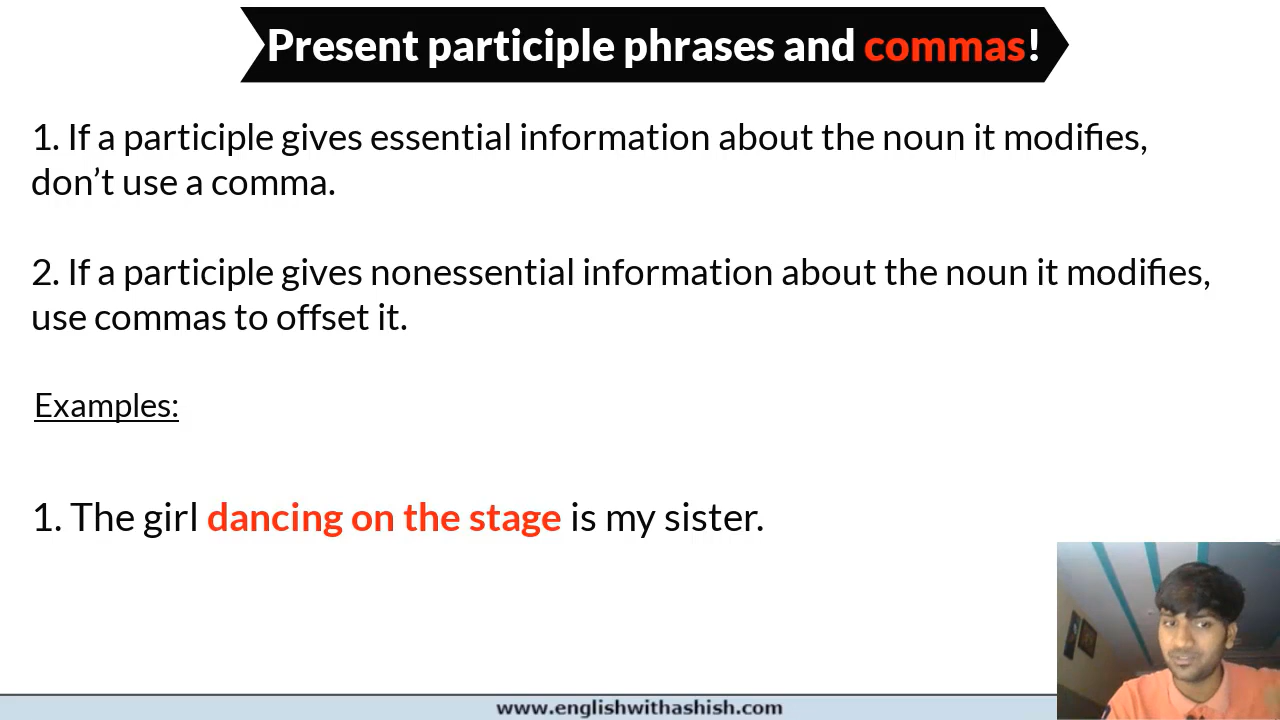 Present participle phrases and commas!
1. If a participle gives essential information about the noun it modifies,
don’t use a comma.
2. If a participle gives nonessential information about the noun it modifies,
use commas to offset it.
Examples:
1. The girl dancing on the stage is my sister.
www.englishwithashish.com